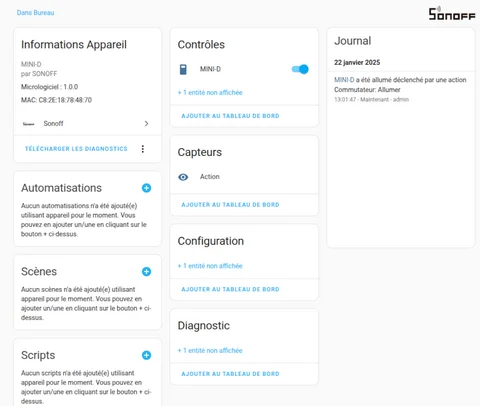 Dans Bureau
SONOFF
Informations Appareil
MINI-D
par SONOFF
Micrologiciel : 1.0.0
MAC: C8:2E:18:78:48:70
Sonoff
Sonoff
TÉLÉCHARGER LES DIAGNOSTICS
Automatisations
Aucun automatisations n'a été ajouté(e)
utilisant appareil pour le moment. Vous
pouvez en ajouter un/une en cliquant sur le
bouton + ci-dessus.
Scènes
Aucun scènes n'a été ajouté(e) utilisant
appareil pour le moment. Vous pouvez en
ajouter un/une en cliquant sur le bouton + ci-
dessus.
Scripts
Aucun scripts n'a été ajouté(e) utilisant
appareil pour le moment. Vous pouvez en
ajouter un/une en cliquant sur le bouton + ci-
dessus.
Contrôles
MINI-D
+ 1 entité non affichée
AJOUTER AU TABLEAU DE BORD
Capteurs
Action
AJOUTER AU TABLEAU DE BORD
Configuration
+ 1 entité non affichée
AJOUTER AU TABLEAU DE BORD
Diagnostic
+ 1 entité non affichée
AJOUTER AU TABLEAU DE BORD
Journal
22 janvier 2025
MINI-D a été allumé déclenché par une action
Commutateur: Allumer
13:01:47 - Maintenant - admin